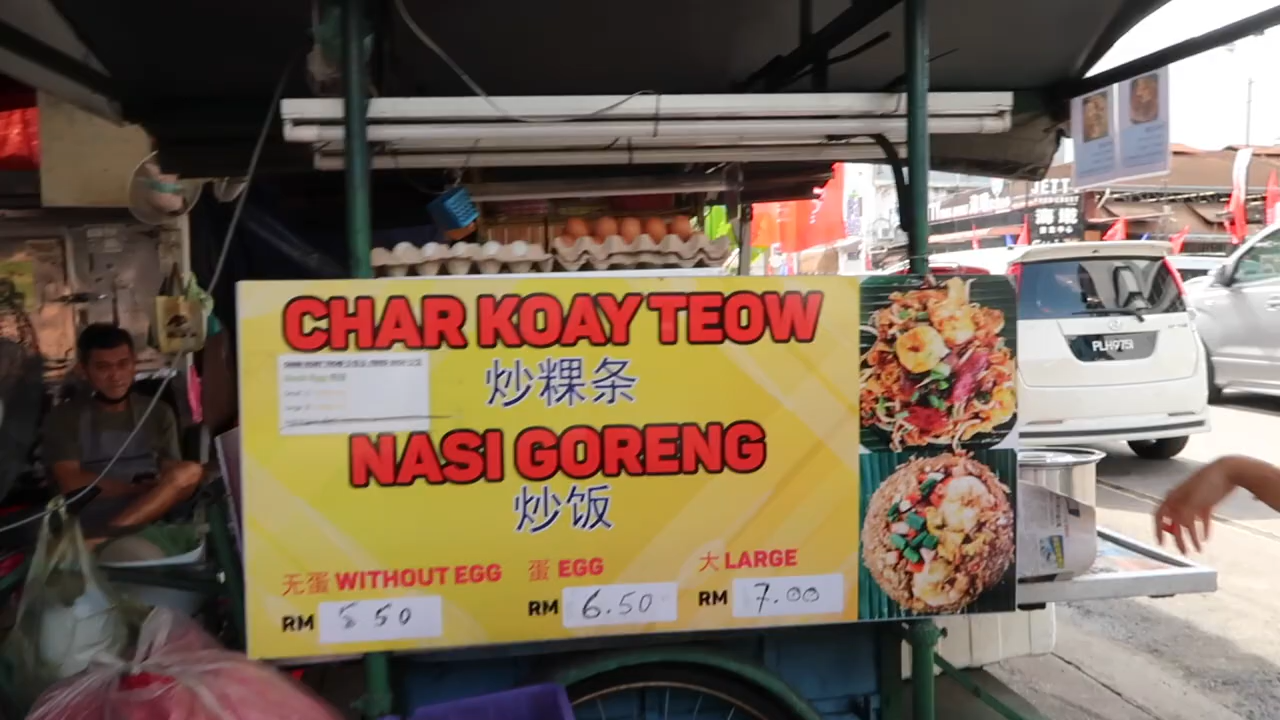 CHAR KOAY TEOW
炒粿条
NASI GORENG
炒饭
无蛋 WITHOUT EGG
RM 5 50
蛋 EGG
RM 6.50
大 LARGE
RM 7.00
JETT
PLH9751